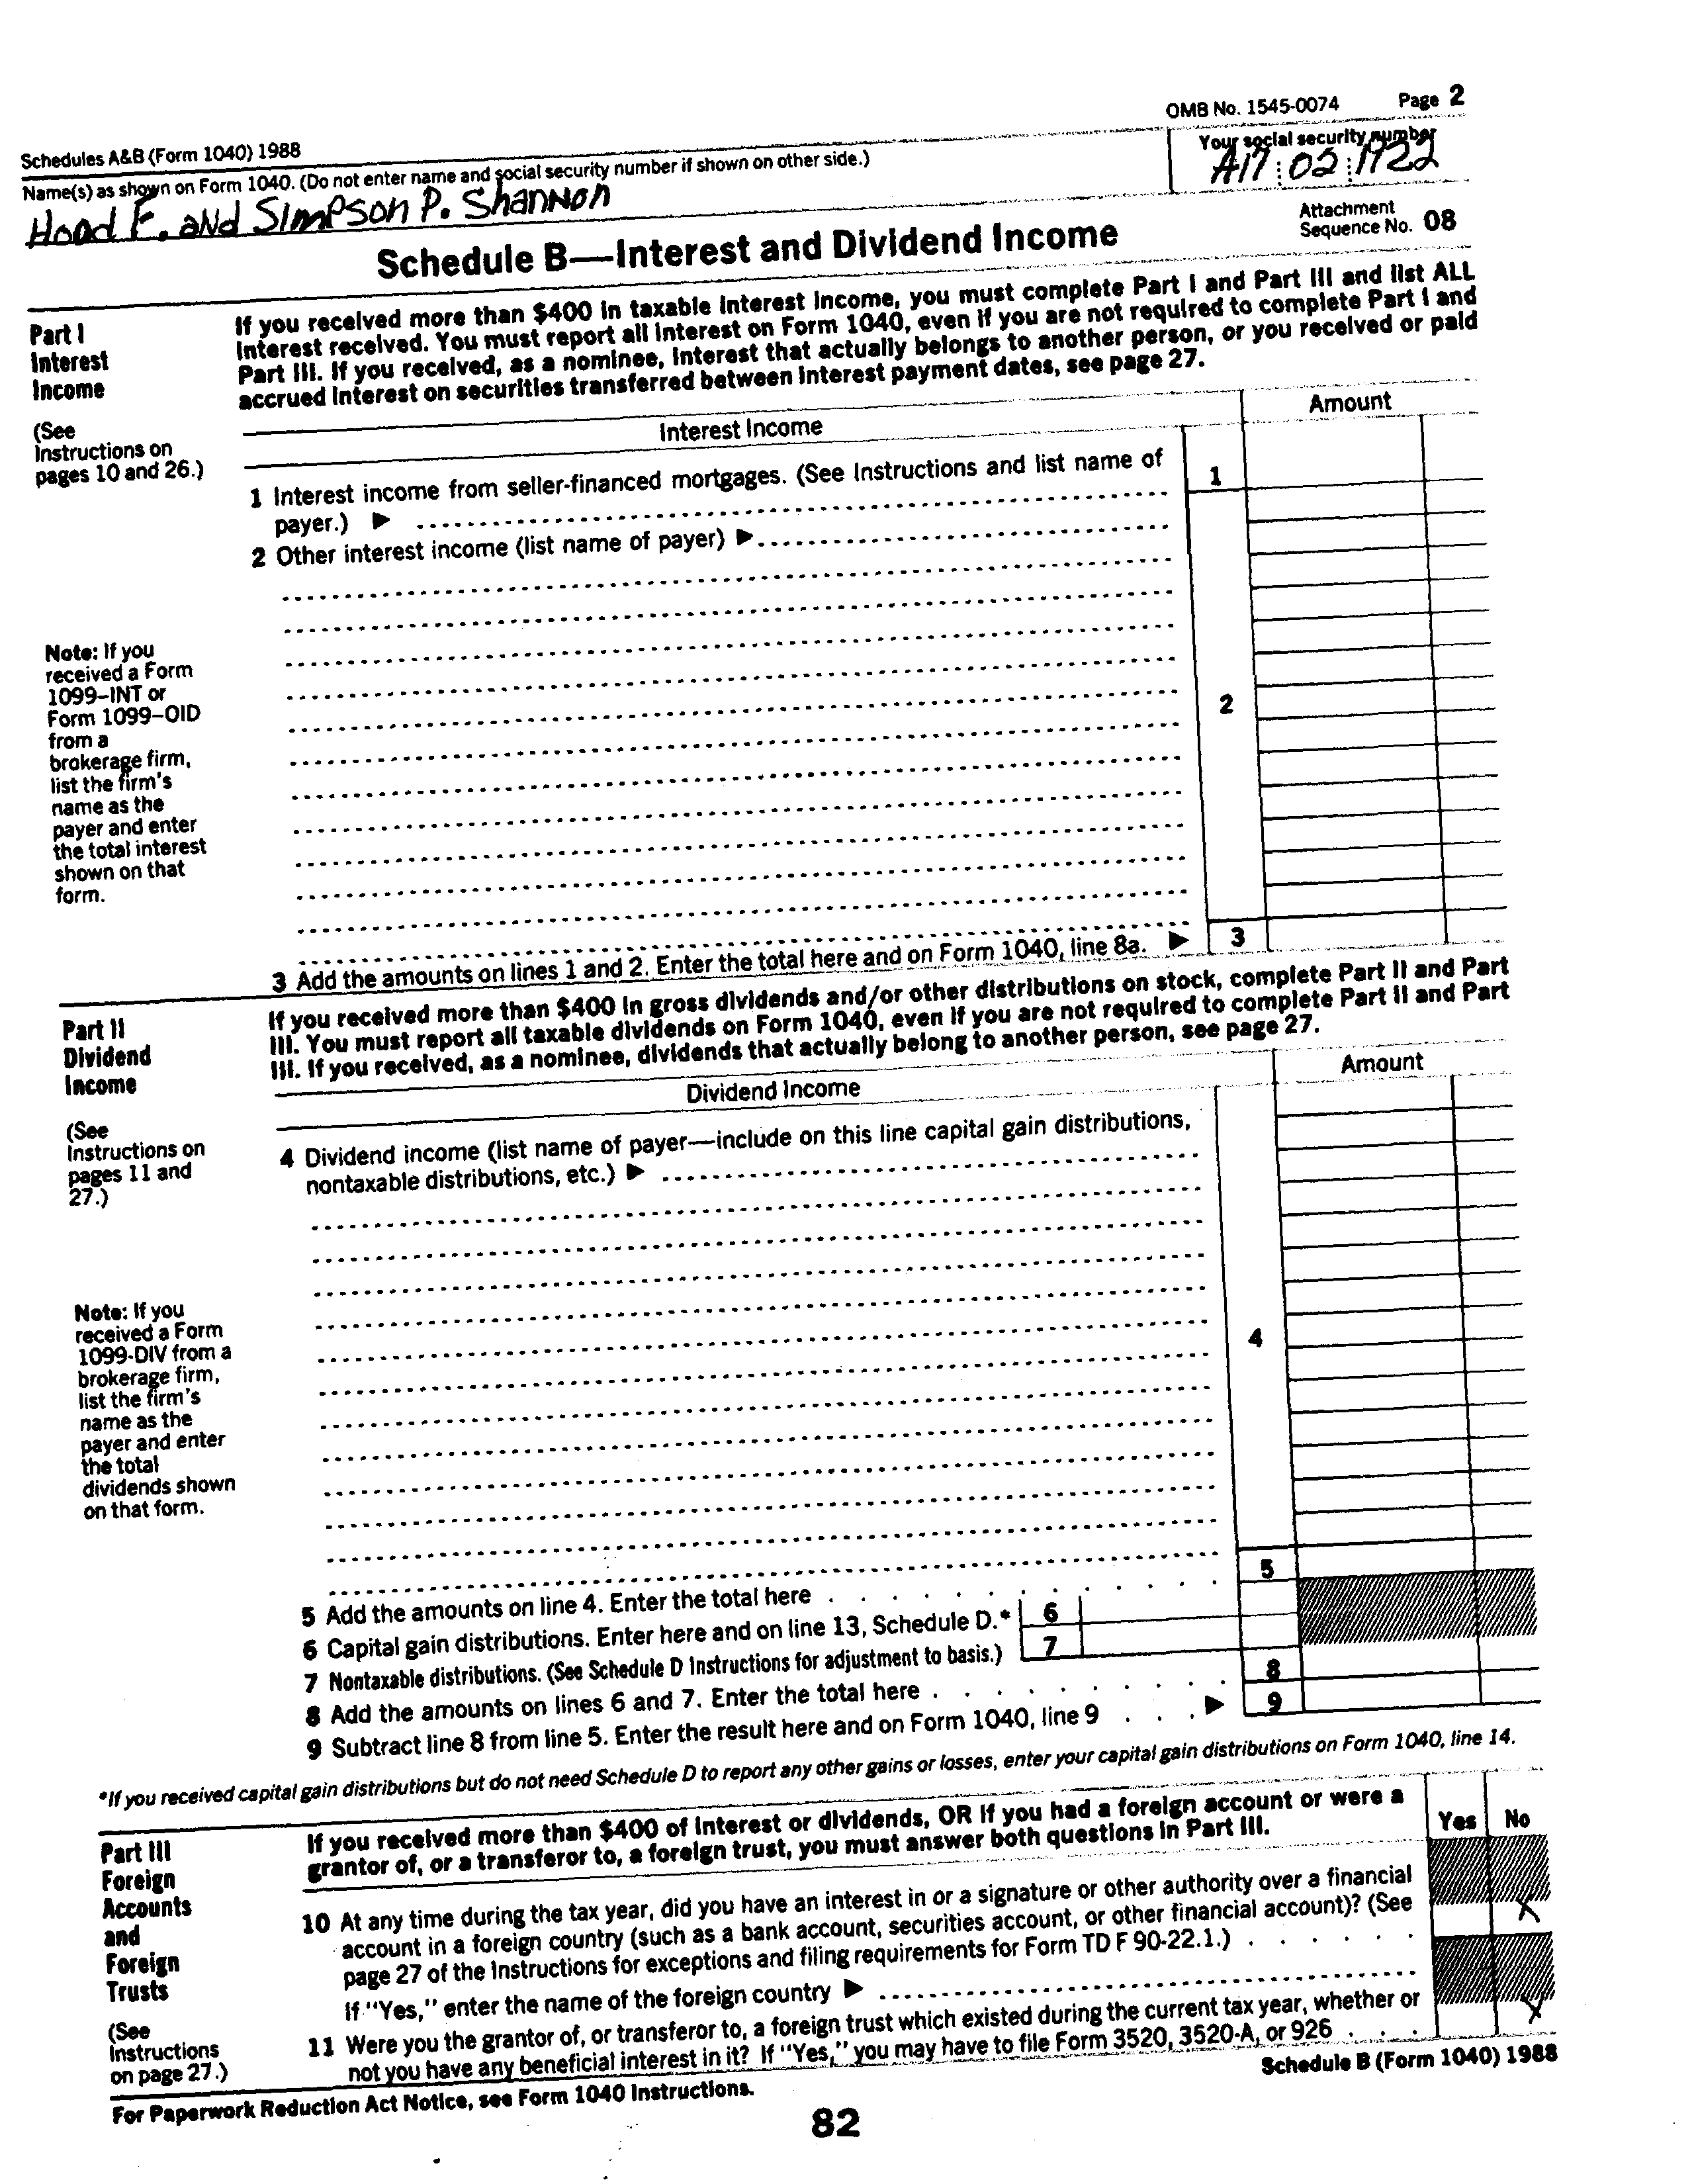 OMB No. 1545-0074 Page 2
Schedules A&B (Form 1040) 1988
Name(s) as shown on Form 1040. (Do not enter name and social security number if shown on other side.)
Your social security number
Hood F. aNd SImPson P. ShanNon
A17 02 1722
Attachment
Sequence No. 08
Schedule B—Interest and Dividend Income
Part I
Interest
Income
(See
Instructions on
pages 10 and 26.)
If you received more than $400 in taxable interest income, you must complete Part I and Part III and list ALL
interest received. You must report all interest on Form 1040, even if you are not required to complete Part I and
Part III. If you received, as a nominee, interest that actually belongs to another person, or you received or paid
accrued interest on securities transferred between interest payment dates, see page 27.
Interest Income
Amount
1 Interest income from seller-financed mortgages. (See Instructions and list name of
payer.) ▶
1
2 Other interest income (list name of payer) ▶
Note: If you
received a Form
1099–INT or
Form 1099–OID
from a
brokerage firm,
list the firm's
name as the
payer and enter
the total interest
shown on that
form.
2
3 Add the amounts on lines 1 and 2. Enter the total here and on Form 1040, line 8a. ▶ 3
Part II
Dividend
Income
(See
Instructions on
pages 11 and
27.)
If you received more than $400 in gross dividends and/or other distributions on stock, complete Part II and Part
III. You must report all taxable dividends on Form 1040, even if you are not required to complete Part II and Part
III. If you received, as a nominee, dividends that actually belong to another person, see page 27.
Dividend Income
Amount
4 Dividend income (list name of payer—include on this line capital gain distributions,
nontaxable distributions, etc.) ▶
Note: If you
received a Form
1099-DIV from a
brokerage firm,
list the firm's
name as the
payer and enter
the total
dividends shown
on that form.
4
5 Add the amounts on line 4. Enter the total here 5
6 Capital gain distributions. Enter here and on line 13, Schedule D.* 6
7 Nontaxable distributions. (See Schedule D Instructions for adjustment to basis.) 7
8 Add the amounts on lines 6 and 7. Enter the total here 8
9 Subtract line 8 from line 5. Enter the result here and on Form 1040, line 9 ▶ 9
*If you received capital gain distributions but do not need Schedule D to report any other gains or losses, enter your capital gain distributions on Form 1040, line 14.
Part III
Foreign
Accounts
and
Foreign
Trusts
(See
Instructions
on page 27.)
If you received more than $400 of interest or dividends, OR if you had a foreign account or were a
grantor of, or a transferor to, a foreign trust, you must answer both questions in Part III.
Yes No
10 At any time during the tax year, did you have an interest in or a signature or other authority over a financial
account in a foreign country (such as a bank account, securities account, or other financial account)? (See
page 27 of the Instructions for exceptions and filing requirements for Form TD F 90-22.1.) X
If "Yes," enter the name of the foreign country ▶
11 Were you the grantor of, or transferor to, a foreign trust which existed during the current tax year, whether or
not you have any beneficial interest in it? If "Yes," you may have to file Form 3520, 3520-A, or 926 X
For Paperwork Reduction Act Notice, see Form 1040 Instructions.
Schedule B (Form 1040) 1988
82